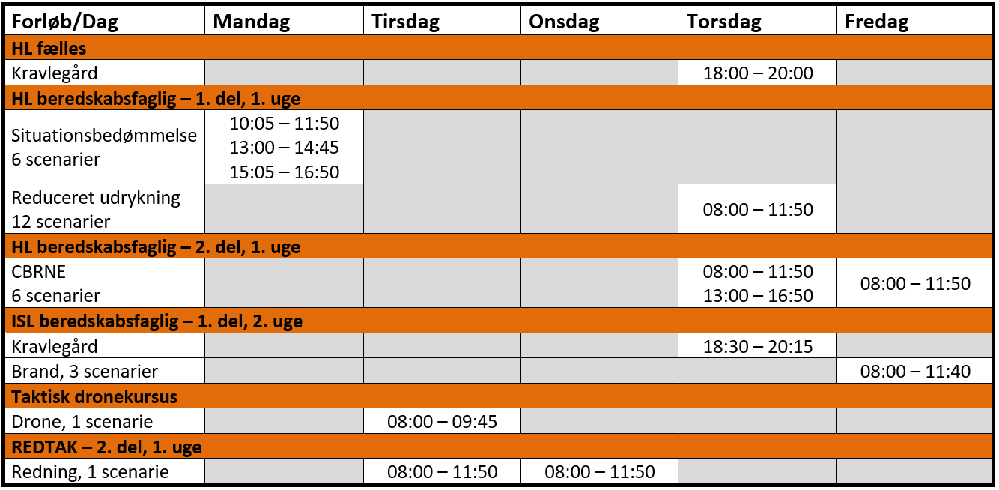 Forløb/Dag Mandag Tirsdag Onsdag Torsdag Fredag
HL fælles
Kravlegård 18:00 – 20:00
HL beredskabsfaglig – 1. del, 1. uge
Situationsbedømmelse
6 scenarier
10:05 – 11:50
13:00 – 14:45
15:05 – 16:50
Reduceret udrykning
12 scenarier
08:00 – 11:50
HL beredskabsfaglig – 2. del, 1. uge
CBRNE
6 scenarier
08:00 – 11:50
13:00 – 16:50
08:00 – 11:50
ISL beredskabsfaglig – 1. del, 2. uge
Kravlegård 18:30 – 20:15
Brand, 3 scenarier 08:00 – 11:40
Taktisk dronekursus
Drone, 1 scenarie 08:00 – 09:45
REDTAK – 2. del, 1. uge
Redning, 1 scenarie 08:00 – 11:50 08:00 – 11:50